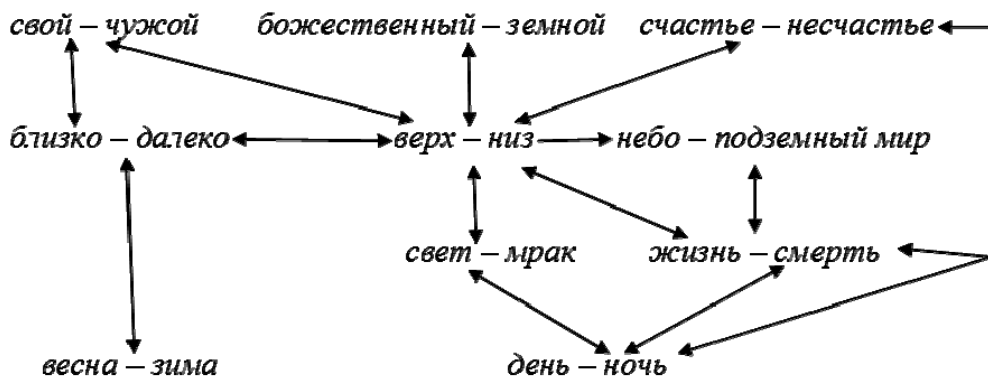 свой – чужой божественный – земной счастье – несчастье
близко – далеко верх – низ небо – подземный мир
свет – мрак жизнь – смерть
весна – зима день – ночь